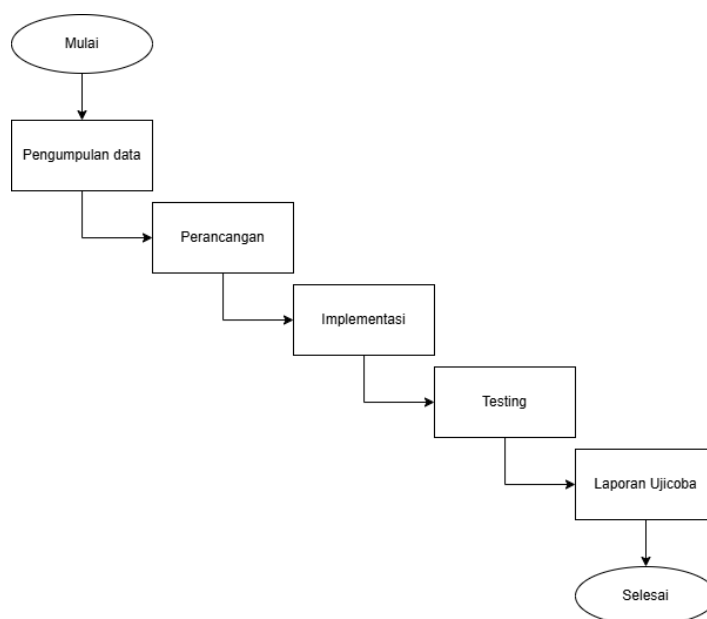 Mulai
Pengumpulan data
Perancangan
Implementasi
Testing
Laporan Ujicoba
Selesai